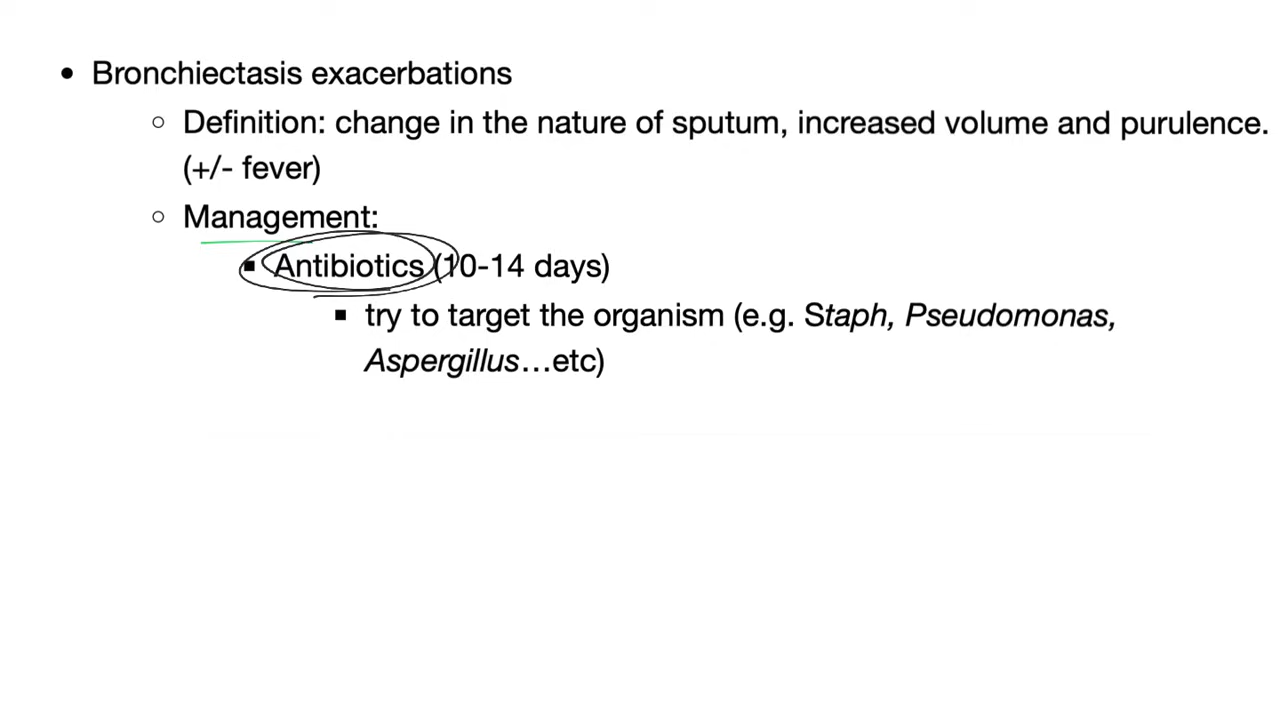 • Bronchiectasis exacerbations
○ Definition: change in the nature of sputum, increased volume and purulence.
(+/- fever)
○ Management:
▪ Antibiotics (10-14 days)
▪ try to target the organism (e.g. Staph, Pseudomonas,
Aspergillus…etc)